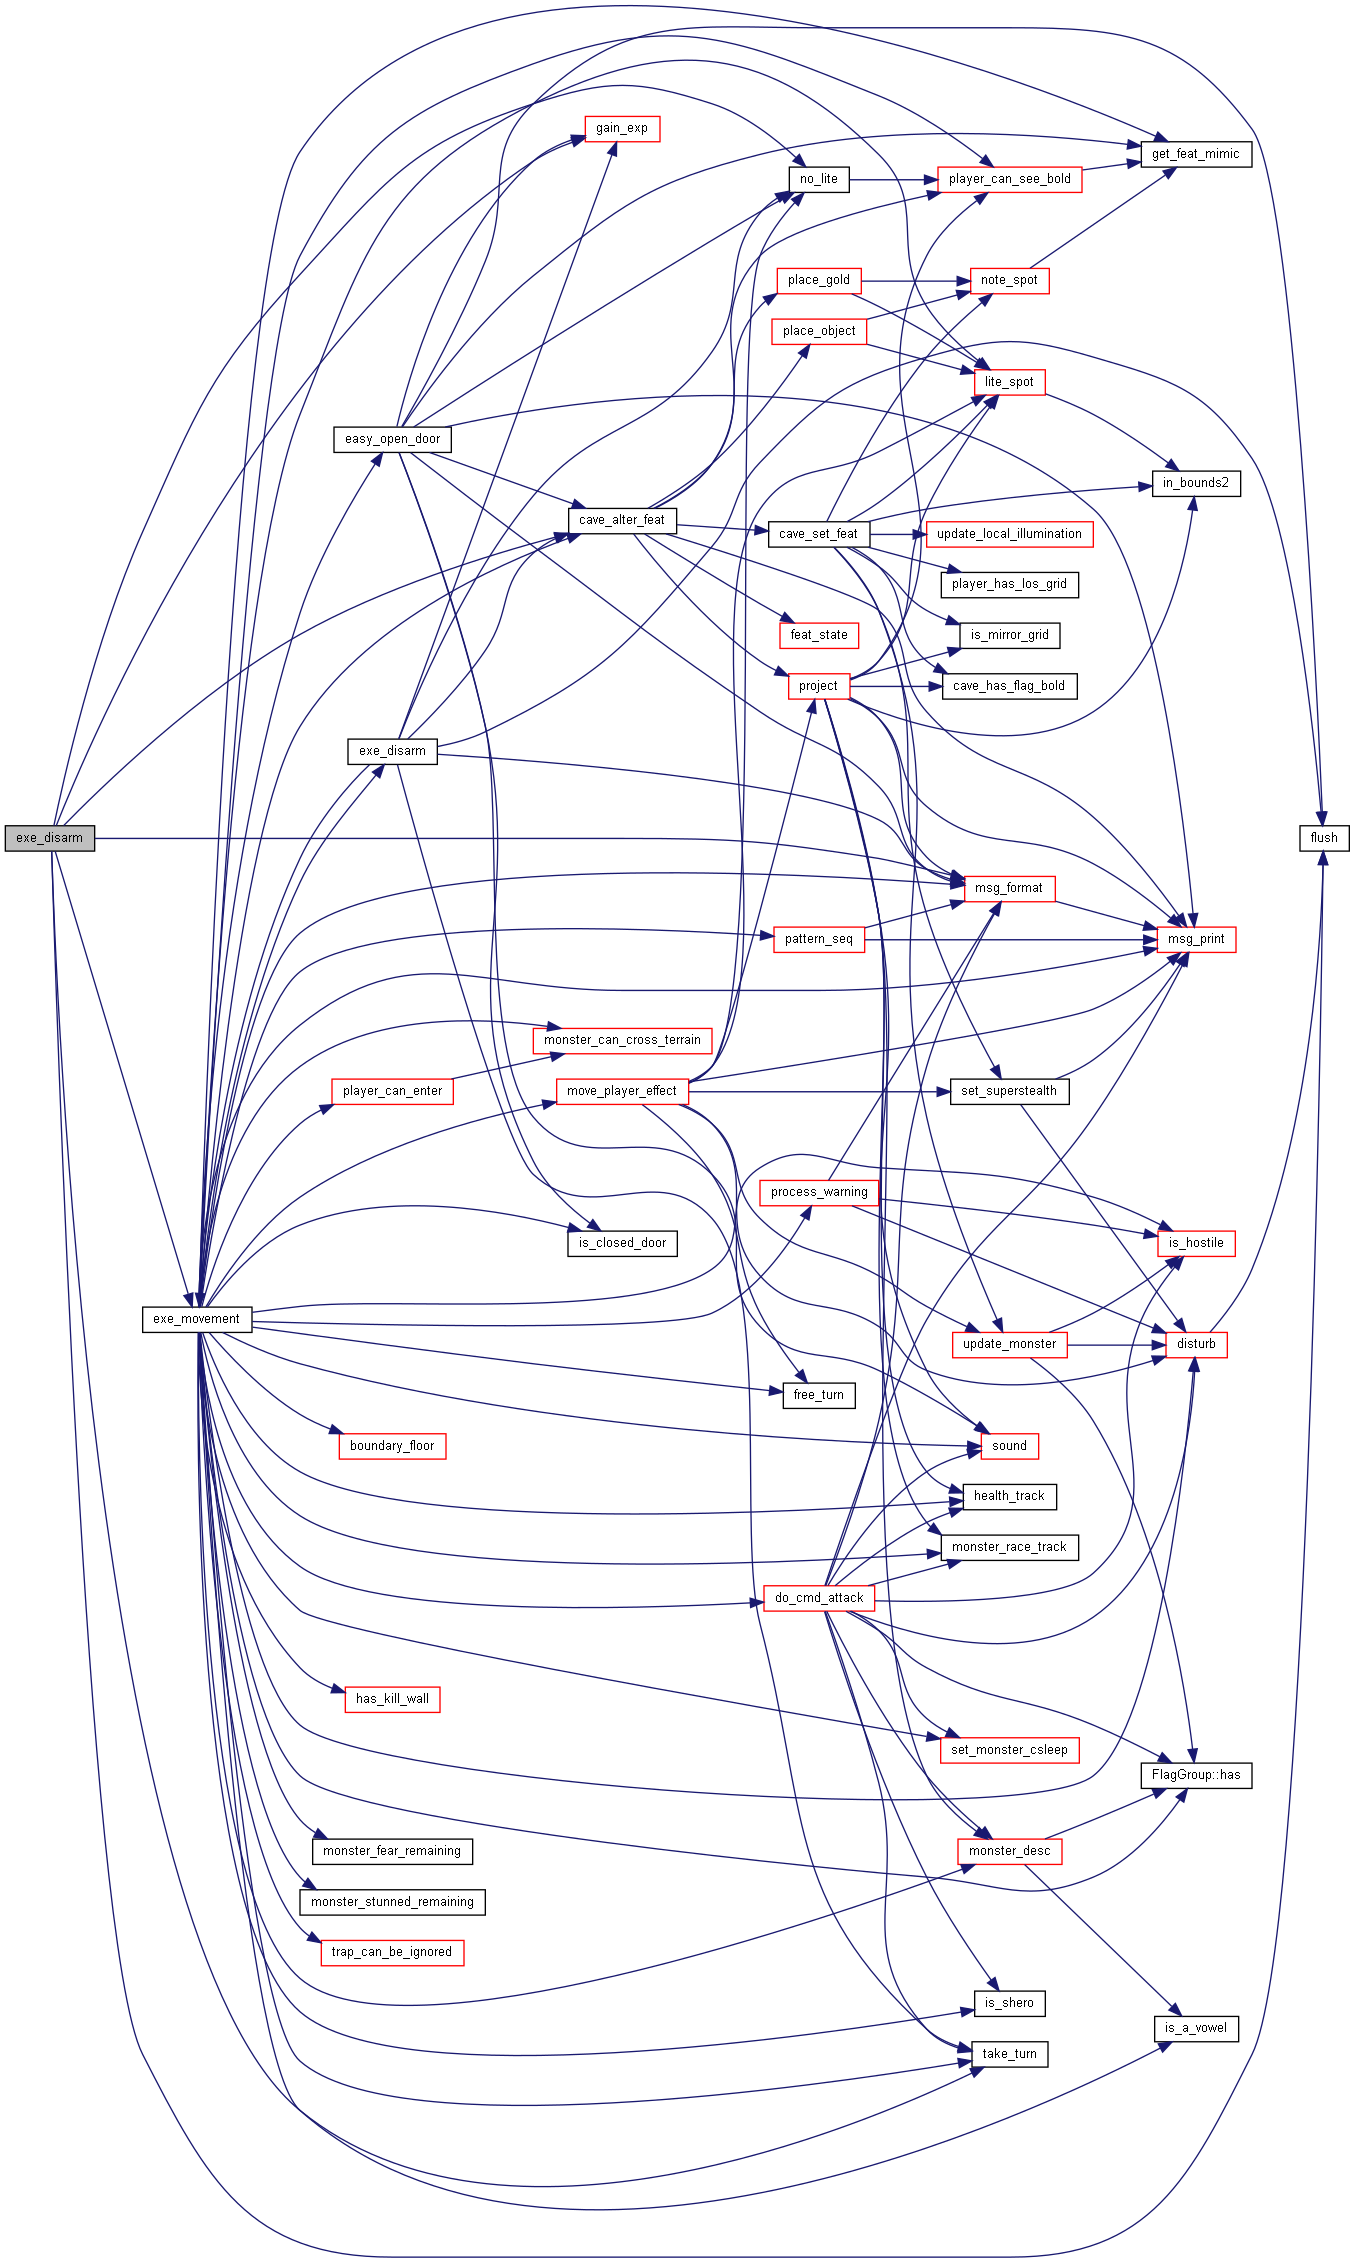 gain_exp
get_feat_mimic
no_lite
player_can_see_bold
place_gold
note_spot
place_object
lite_spot
easy_open_door
in_bounds2
cave_alter_feat
cave_set_feat
update_local_illumination
player_has_los_grid
feat_state
is_mirror_grid
project
cave_has_flag_bold
exe_disarm
exe_disarm
flush
msg_format
pattern_seq
msg_print
monster_can_cross_terrain
player_can_enter
move_player_effect
set_superstealth
process_warning
is_closed_door
is_hostile
exe_movement
update_monster
disturb
free_turn
boundary_floor
sound
health_track
monster_race_track
do_cmd_attack
has_kill_wall
set_monster_csleep
FlagGroup::has
monster_fear_remaining
monster_desc
monster_stunned_remaining
trap_can_be_ignored
is_shero
is_a_vowel
take_turn